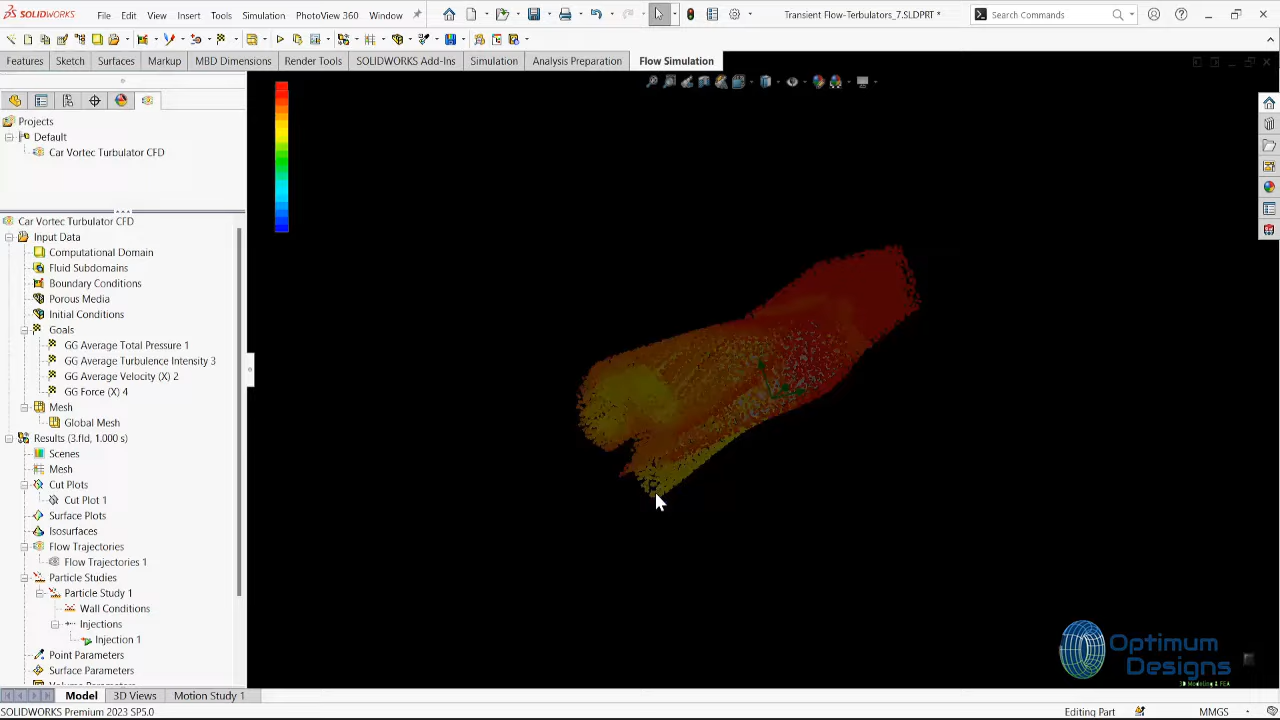 SOLIDWORKS File Edit View Insert Tools Simulation PhotoView 360 Window Transient Flow-Terbulators_7.SLDPRT * Search Commands
Features Sketch Surfaces Markup MBD Dimensions Render Tools SOLIDWORKS Add-Ins Simulation Analysis Preparation Flow Simulation
Projects
Default
Car Vortec Turbulator CFD
Car Vortec Turbulator CFD
Input Data
Computational Domain
Fluid Subdomains
Boundary Conditions
Porous Media
Initial Conditions
Goals
GG Average Total Pressure 1
GG Average Turbulence Intensity 3
GG Average Velocity (X) 2
GG Force (X) 4
Mesh
Global Mesh
Results (3.fld, 1.000 s)
Scenes
Mesh
Cut Plots
Cut Plot 1
Surface Plots
Isosurfaces
Flow Trajectories
Flow Trajectories 1
Particle Studies
Particle Study 1
Wall Conditions
Injections
Injection 1
Point Parameters
Surface Parameters
Optimum
Designs
3D Modeling & FEA
Model 3D Views Motion Study 1
SOLIDWORKS Premium 2023 SP5.0 Editing Part MMGS